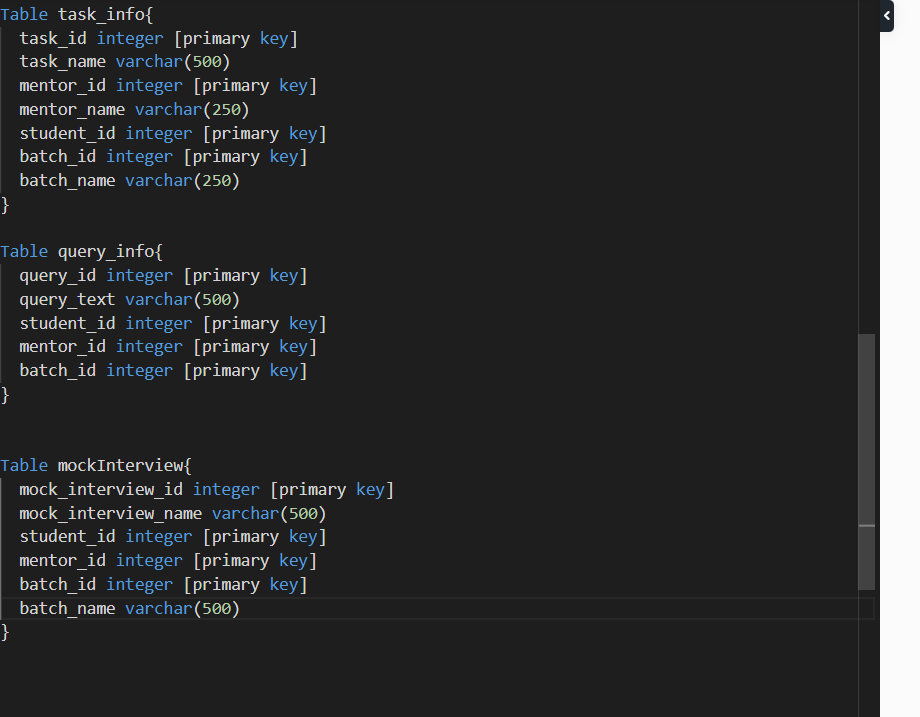 Table task_info{
  task_id integer [primary key]
  task_name varchar(500)
  mentor_id integer [primary key]
  mentor_name varchar(250)
  student_id integer [primary key]
  batch_id integer [primary key]
  batch_name varchar(250)
}

Table query_info{
  query_id integer [primary key]
  query_text varchar(500)
  student_id integer [primary key]
  mentor_id integer [primary key]
  batch_id integer [primary key]
}


Table mockInterview{
  mock_interview_id integer [primary key]
  mock_interview_name varchar(500)
  student_id integer [primary key]
  mentor_id integer [primary key]
  batch_id integer [primary key]
  batch_name varchar(500)
}